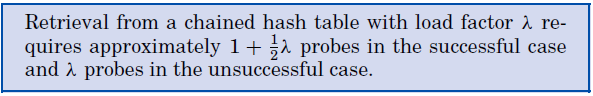 Retrieval from a chained hash table with load factor λ re-
quires approximately 1 + ½λ probes in the successful case
and λ probes in the unsuccessful case.